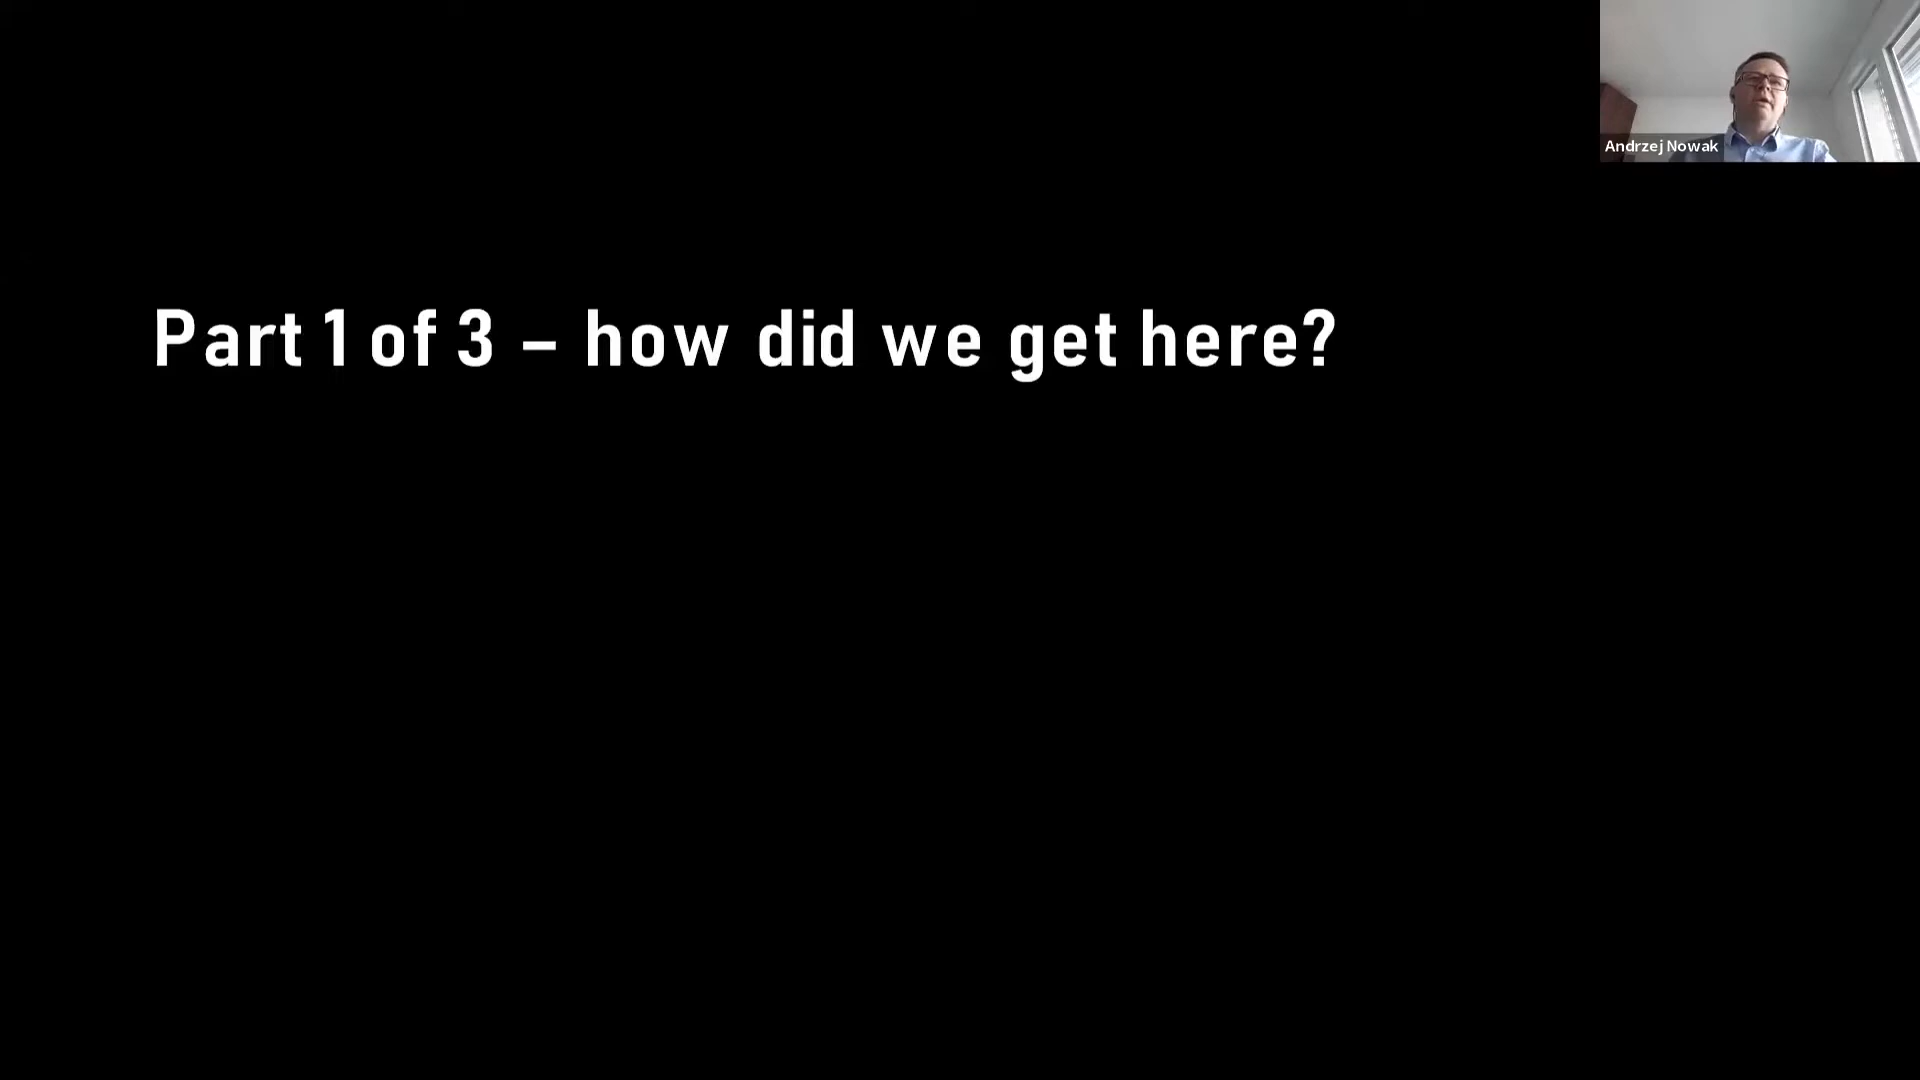 Andrzej Nowak
Part 1 of 3 – how did we get here?